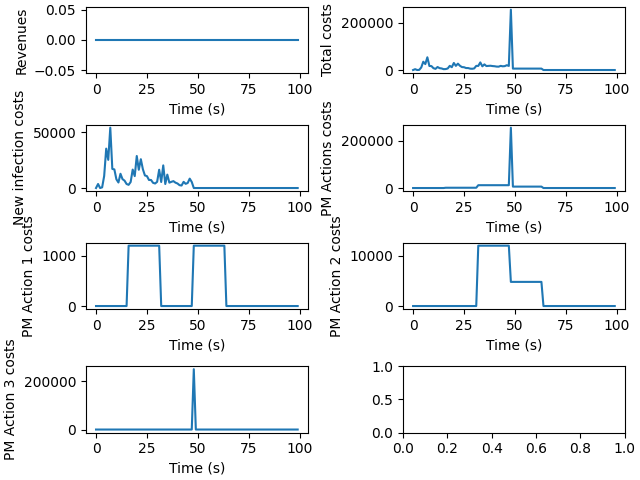 Revenues
0.05
0.00
−0.05
0 25 50 75 100
Time (s)
Total costs
200000
0
0 25 50 75 100
Time (s)
New infection costs
50000
0
0 25 50 75 100
Time (s)
PM Actions costs
200000
0
0 25 50 75 100
Time (s)
PM Action 1 costs
1000
0
0 25 50 75 100
Time (s)
PM Action 2 costs
10000
0
0 25 50 75 100
Time (s)
PM Action 3 costs
200000
0
0 25 50 75 100
Time (s)
1.0
0.5
0.0
0.0 0.2 0.4 0.6 0.8 1.0